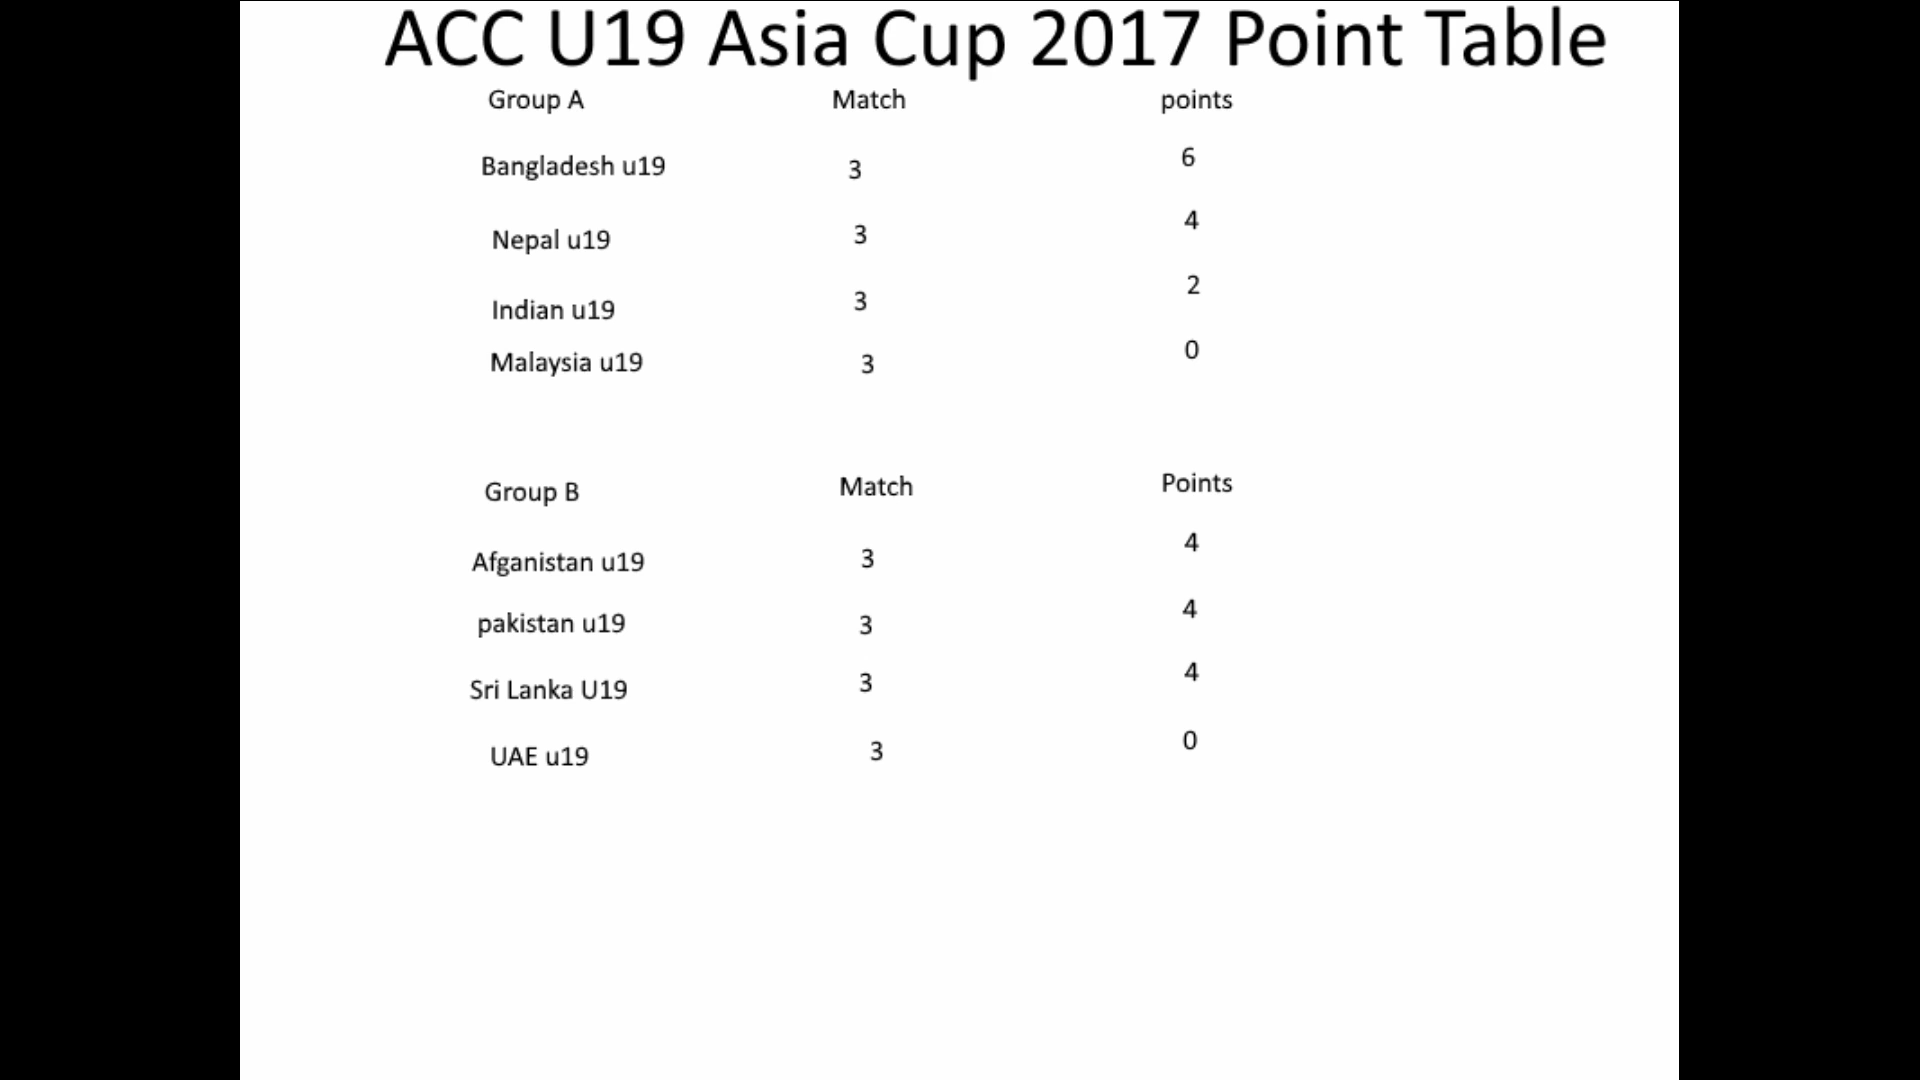 ACC U19 Asia Cup 2017 Point Table
Group A Match points
Bangladesh u19 3 6
Nepal u19 3 4
Indian u19 3 2
Malaysia u19 3 0
Group B Match Points
Afganistan u19 3 4
pakistan u19 3 4
Sri Lanka U19 3 4
UAE u19 3 0